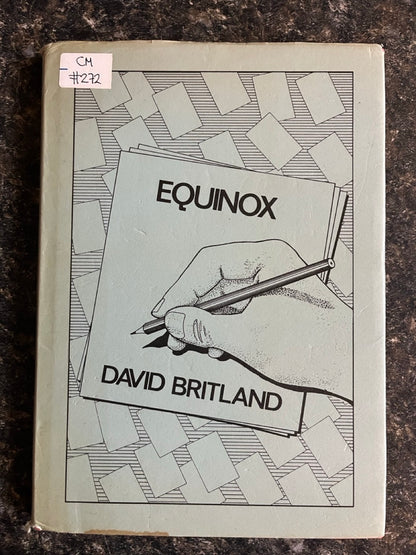 CM
#272
EQUINOX
DAVID BRITLAND